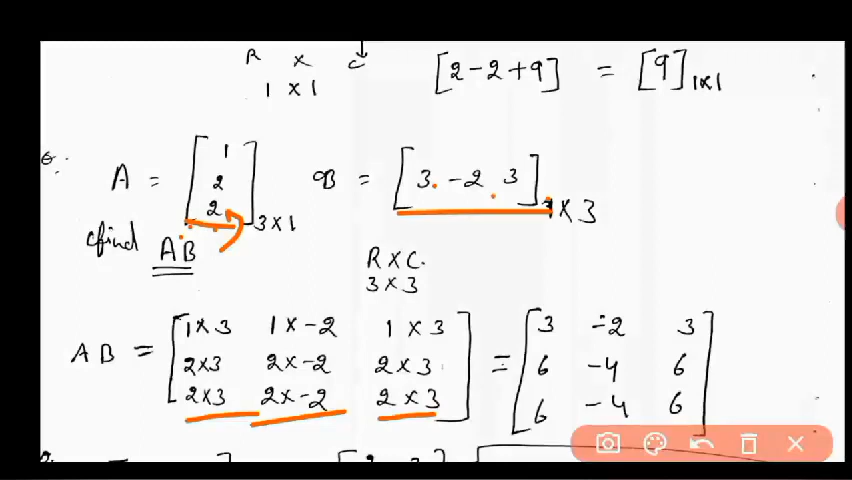 R x C [2-2+9] = [9]1x1
1 x 1
Q. A = [1 2 2] 3x1 B = [3 -2 3] 1x3
find AB
R x C
3 x 3
AB = [1x3 1x-2 1x3 = [3 -2 3
2x3 2x-2 2x3 6 -4 6
2x3 2x-2 2x3] 6 -4 6]